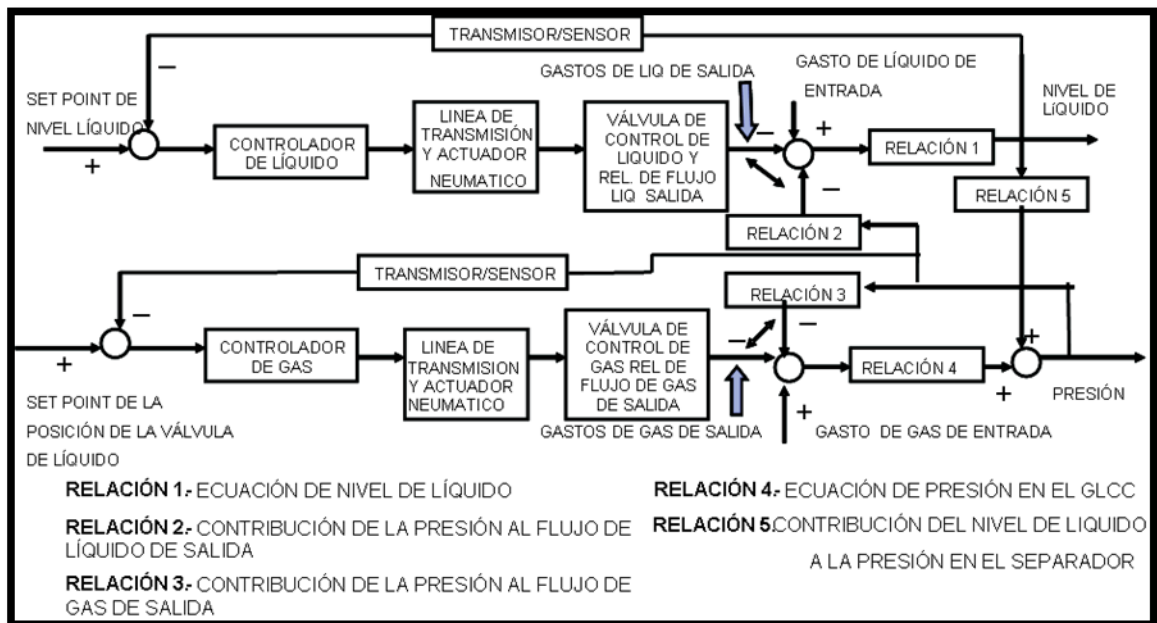 TRANSMISOR/SENSOR
GASTOS DE LIQ DE SALIDA
GASTO DE LÍQUIDO DE
ENTRADA
NIVEL DE
LÍQUIDO
SET POINT DE
NIVEL LÍQUIDO
−
+
CONTROLADOR
DE LÍQUIDO
LINEA DE
TRANSMISIÓN
Y ACTUADOR
NEUMATICO
VÁLVULA DE
CONTROL DE
LIQUIDO Y
REL. DE FLUJO
LIQ SALIDA
−
+
−
RELACIÓN 1
RELACIÓN 5
RELACIÓN 2
TRANSMISOR/SENSOR
RELACIÓN 3
−
+
CONTROLADOR
DE GAS
LINEA DE
TRANSMISION
Y ACTUADOR
NEUMATICO
VÁLVULA DE
CONTROL DE
GAS REL DE
FLUJO DE GAS
DE SALIDA
−
−
+
RELACIÓN 4
+
+
PRESIÓN
SET POINT DE LA
POSICIÓN DE LA VÁLVULA
DE LÍQUIDO
GASTOS DE GAS DE SALIDA
GASTO DE GAS DE ENTRADA
RELACIÓN 1.- ECUACIÓN DE NIVEL DE LÍQUIDO
RELACIÓN 2.- CONTRIBUCIÓN DE LA PRESIÓN AL FLUJO DE
LÍQUIDO DE SALIDA
RELACIÓN 3.- CONTRIBUCIÓN DE LA PRESIÓN AL FLUJO DE
GAS DE SALIDA
RELACIÓN 4.- ECUACIÓN DE PRESIÓN EN EL GLCC
RELACIÓN 5.CONTRIBUCIÓN DEL NIVEL DE LIQUIDO
A LA PRESIÓN EN EL SEPARADOR